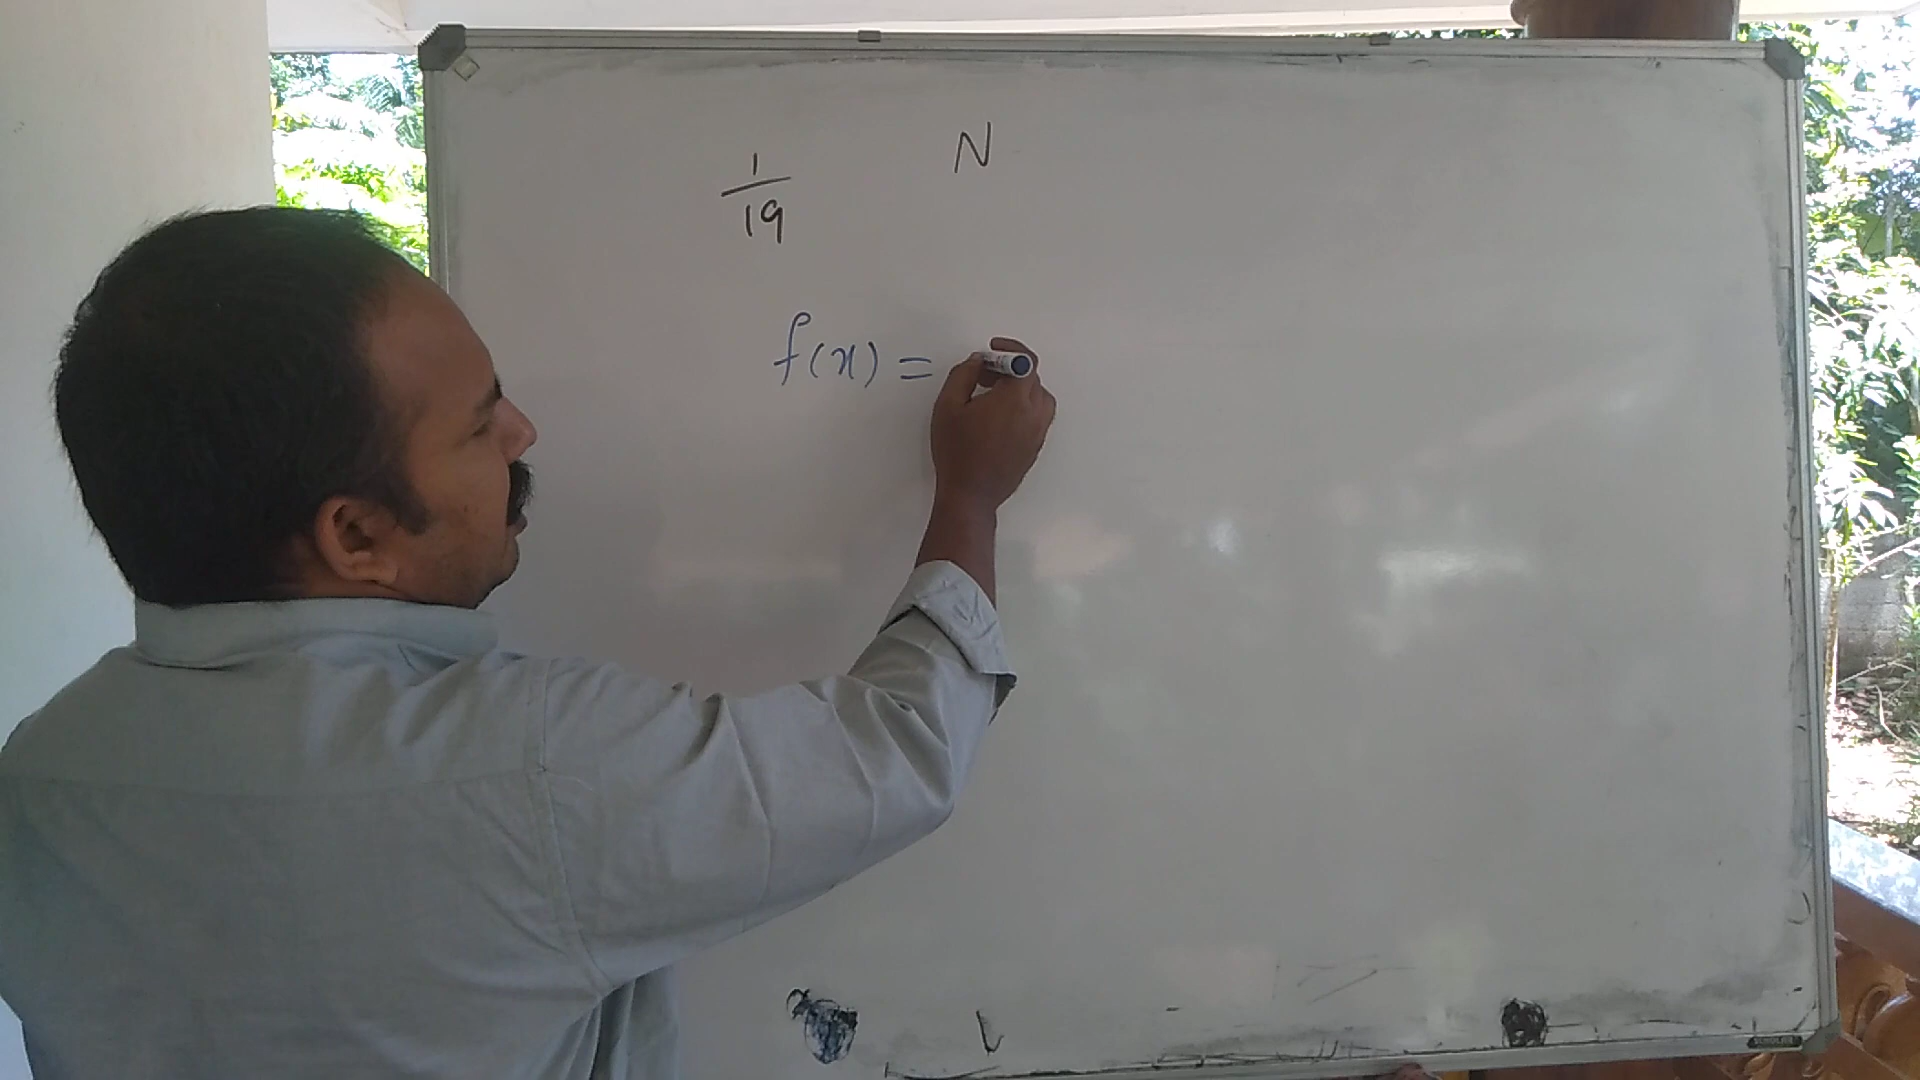 1/19 N
f(x) =